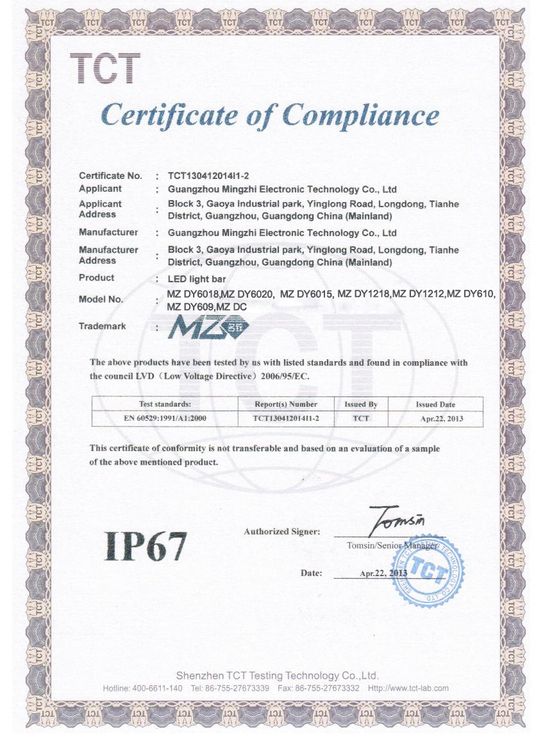 TCT
Certificate of Compliance
Certificate No. : TCT130412014I1-2
Applicant : Guangzhou Mingzhi Electronic Technology Co., Ltd
Applicant Address : Block 3, Gaoya Industrial park, Yinglong Road, Longdong, Tianhe
District, Guangzhou, Guangdong China (Mainland)
Manufacturer : Guangzhou Mingzhi Electronic Technology Co., Ltd
Manufacturer Address : Block 3, Gaoya Industrial park, Yinglong Road, Longdong, Tianhe
District, Guangzhou, Guangdong China (Mainland)
Product : LED light bar
Model No. : MZ DY6018,MZ DY6020, MZ DY6015, MZ DY1218,MZ DY1212,MZ DY610,
MZ DY609,MZ DC
Trademark : MZ
TCT
The above products have been tested by us with listed standards and found in compliance with
the council LVD（Low Voltage Directive）2006/95/EC.
Test standards: Report(s) Number Issued By Issued Date
EN 60529:1991/A1:2000 TCT130412014I1-2 TCT Apr.22, 2013
This certificate of conformity is not transferable and based on an evaluation of a sample
of the above mentioned product.
IP67
Authorized Signer: Tomsin
Tomsin/Senior Manager
Date: Apr.22, 2013
TCT
Shenzhen TCT Testing Technology Co.,Ltd.
Hotline: 400-6611-140 Tel: 86-755-27673339 Fax: 86-755-27673332 Http://www.tct-lab.com